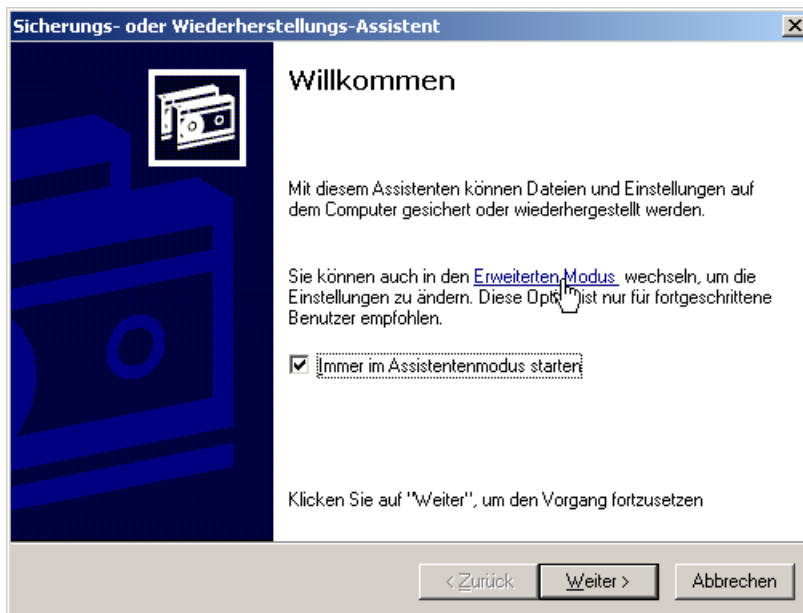 Sicherungs- oder Wiederherstellungs-Assistent
Willkommen
Mit diesem Assistenten können Dateien und Einstellungen auf
dem Computer gesichert oder wiederhergestellt werden.
Sie können auch in den Erweiterten Modus wechseln, um die
Einstellungen zu ändern. Diese ist nur für fortgeschrittene
Benutzer empfohlen.
Immer im Assistentenmodus starten
Klicken Sie auf "Weiter", um den Vorgang fortzusetzen
< Zurück
Weiter >
Abbrechen